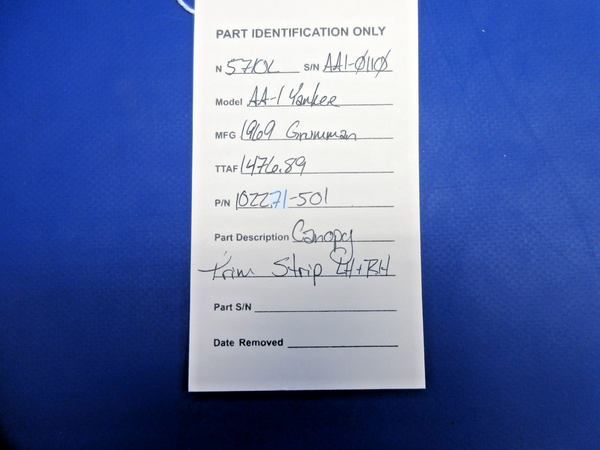 PART IDENTIFICATION ONLY
N 5710L S/N AA1-Ø11Ø
Model AA-1 Yankee
MFG 1969 Grumman
TTAF 1476.89
P/N 102271-501
Part Description Canopy
Trim Strip LH+RH
Part S/N
Date Removed